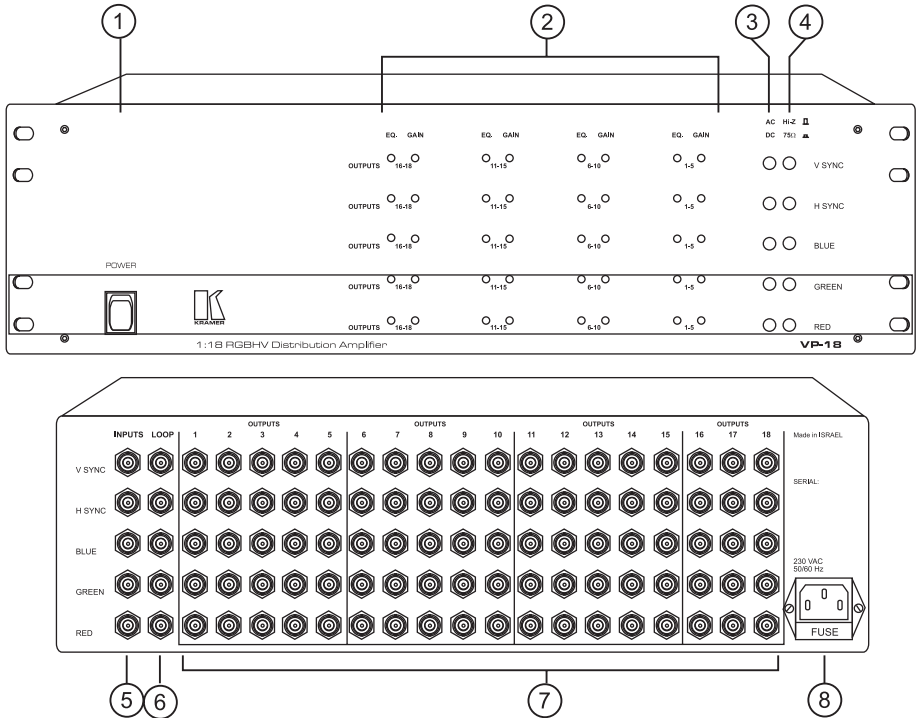 1 2 3 4
EQ. GAIN EQ. GAIN EQ. GAIN EQ. GAIN AC Hi-Z
DC 75Ω
OUTPUTS 16-18 11-15 6-10 1-5 V SYNC
OUTPUTS 16-18 11-15 6-10 1-5 H SYNC
OUTPUTS 16-18 11-15 6-10 1-5 BLUE
POWER
OUTPUTS 16-18 11-15 6-10 1-5 GREEN
KRAMER
OUTPUTS 16-18 11-15 6-10 1-5 RED
1:18 RGBHV Distribution Amplifier VP-18
OUTPUTS OUTPUTS OUTPUTS OUTPUTS
INPUTS LOOP 1 2 3 4 5 6 7 8 9 10 11 12 13 14 15 16 17 18 Made in ISRAEL
V SYNC
SERIAL:
H SYNC
BLUE
230 VAC
50/60 Hz
GREEN
RED
FUSE
5 6 7 8